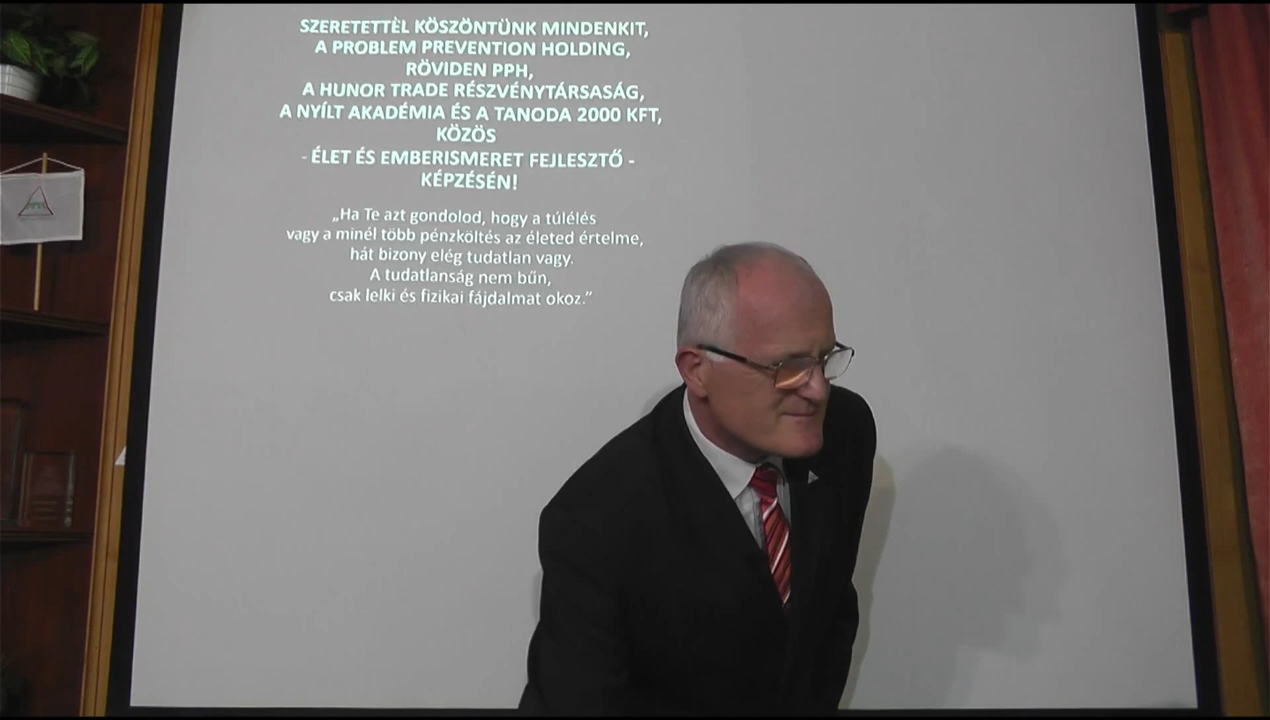 SZERETETTÈL KÖSZÖNTÜNK MINDENKIT,
A PROBLEM PREVENTION HOLDING,
RÖVIDEN PPH,
A HUNOR TRADE RÉSZVÉNYTÁRSASÁG,
A NYÍLT AKADÉMIA ÉS A TANODA 2000 KFT,
KÖZÖS
- ÉLET ÉS EMBERISMERET FEJLESZTŐ -
KÉPZÉSÉN!
„Ha Te azt gondolod, hogy a túlélés
vagy a minél több pénzköltés az életed értelme,
hát bizony elég tudatlan vagy.
A tudatlanság nem bűn,
csak lelki és fizikai fájdalmat okoz.”